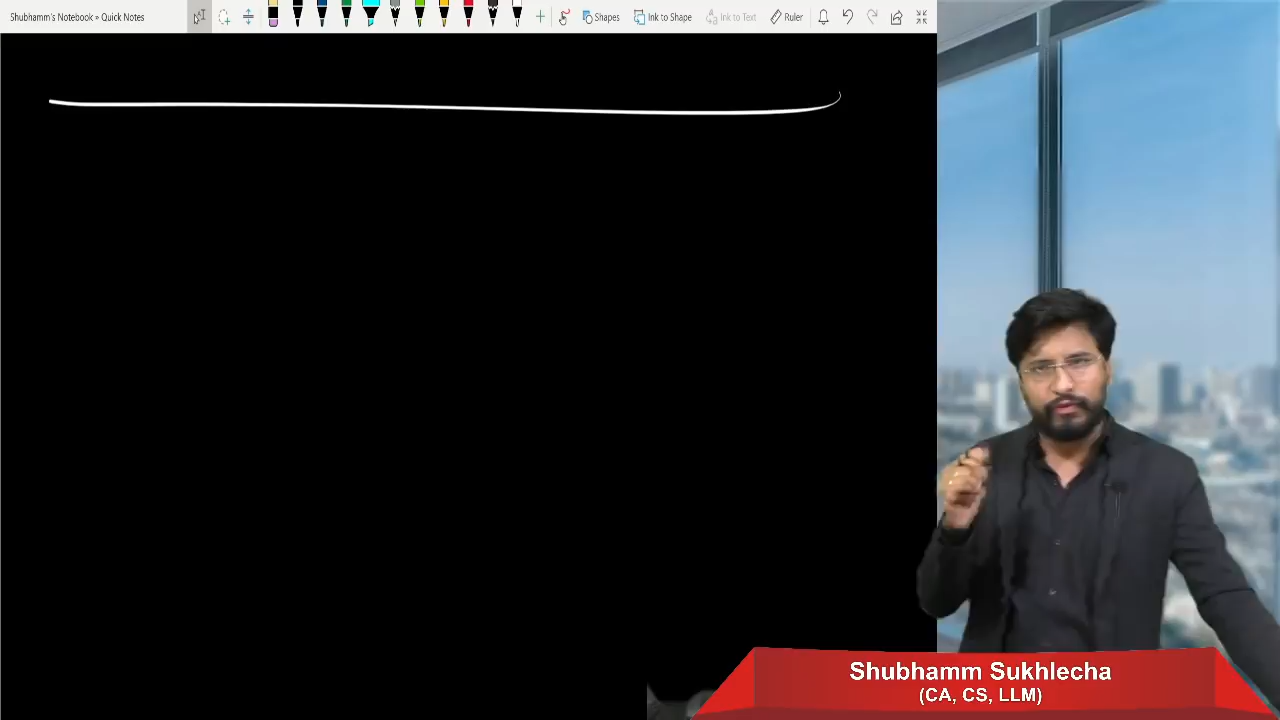 Shubhamm's Notebook » Quick Notes
Shapes
Ink to Shape
Ink to Text
Ruler
Shubhamm Sukhlecha
(CA, CS, LLM)